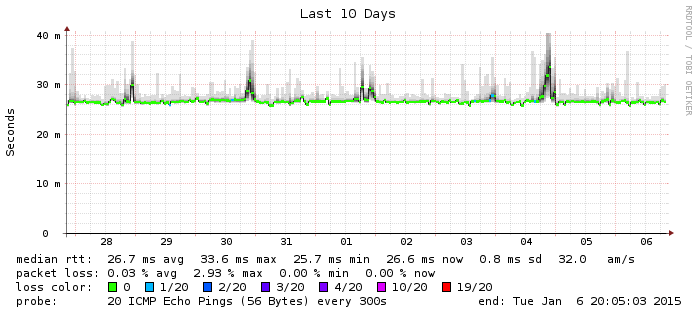 Last 10 Days
RRDTOOL / TOBI OETIKER
Seconds
40 m
30 m
20 m
10 m
0
28 29 30 31 01 02 03 04 05 06
median rtt: 26.7 ms avg 33.6 ms max 25.7 ms min 26.6 ms now 0.8 ms sd 32.0 am/s
packet loss: 0.03 % avg 2.93 % max 0.00 % min 0.00 % now
loss color: 0 1/20 2/20 3/20 4/20 10/20 19/20
probe: 20 ICMP Echo Pings (56 Bytes) every 300s end: Tue Jan 6 20:05:03 2015